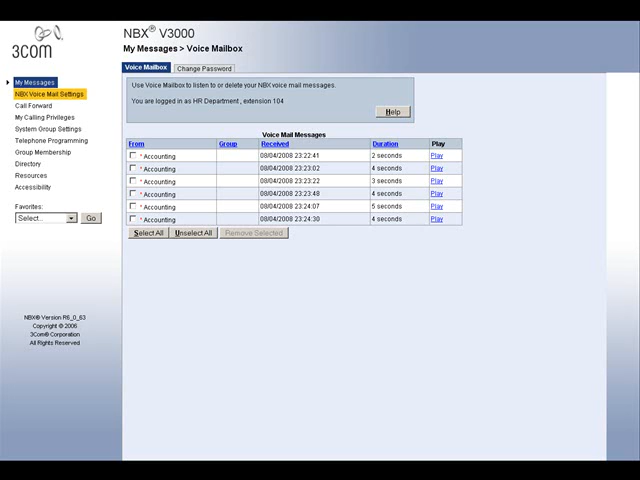 NBX® V3000
3com
My Messages > Voice Mailbox
Voice Mailbox
Change Password
My Messages
NBX Voice Mail Settings
Call Forward
My Calling Privileges
System Group Settings
Telephone Programming
Group Membership
Directory
Resources
Accessibility
Favorites:
Select...
Go
NBX® Version R6_0_63
Copyright © 2006
3Com® Corporation
All Rights Reserved
Use Voice Mailbox to listen to or delete your NBX voice mail messages.
You are logged in as HR Department , extension 104
Help
Voice Mail Messages
From Group Received Duration Play
* Accounting 08/04/2008 23:22:41 2 seconds Play
* Accounting 08/04/2008 23:23:02 4 seconds Play
* Accounting 08/04/2008 23:23:22 3 seconds Play
* Accounting 08/04/2008 23:23:48 4 seconds Play
* Accounting 08/04/2008 23:24:07 5 seconds Play
* Accounting 08/04/2008 23:24:30 4 seconds Play
Select All Unselect All Remove Selected